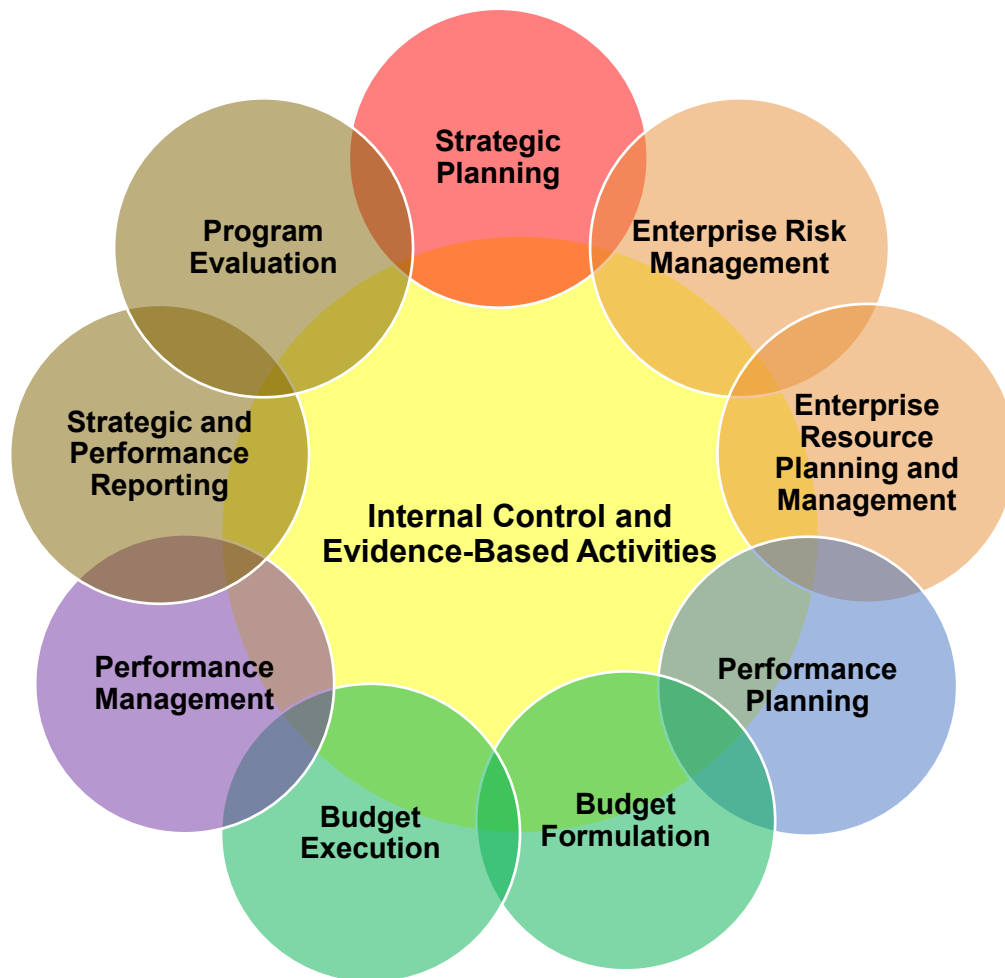 Strategic
Planning
Enterprise Risk
Management
Enterprise
Resource
Planning and
Management
Performance
Planning
Budget
Formulation
Budget
Execution
Performance
Management
Strategic and
Performance
Reporting
Program
Evaluation
Internal Control and
Evidence-Based Activities